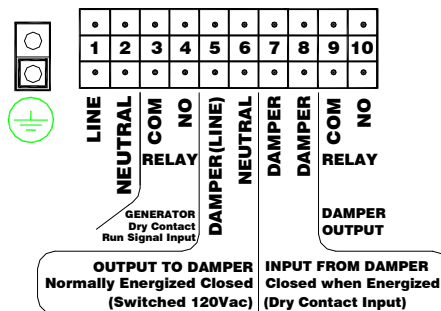 1 2 3 4 5 6 7 8 9 10
LINE
NEUTRAL
COM
NO
DAMPER(LINE)
NEUTRAL
DAMPER
DAMPER
COM
NO
RELAY
RELAY
GENERATOR
Dry Contact
Run Signal Input
DAMPER
OUTPUT
OUTPUT TO DAMPER
Normally Energized Closed
(Switched 120Vac)
INPUT FROM DAMPER
Closed when Energized
(Dry Contact Input)